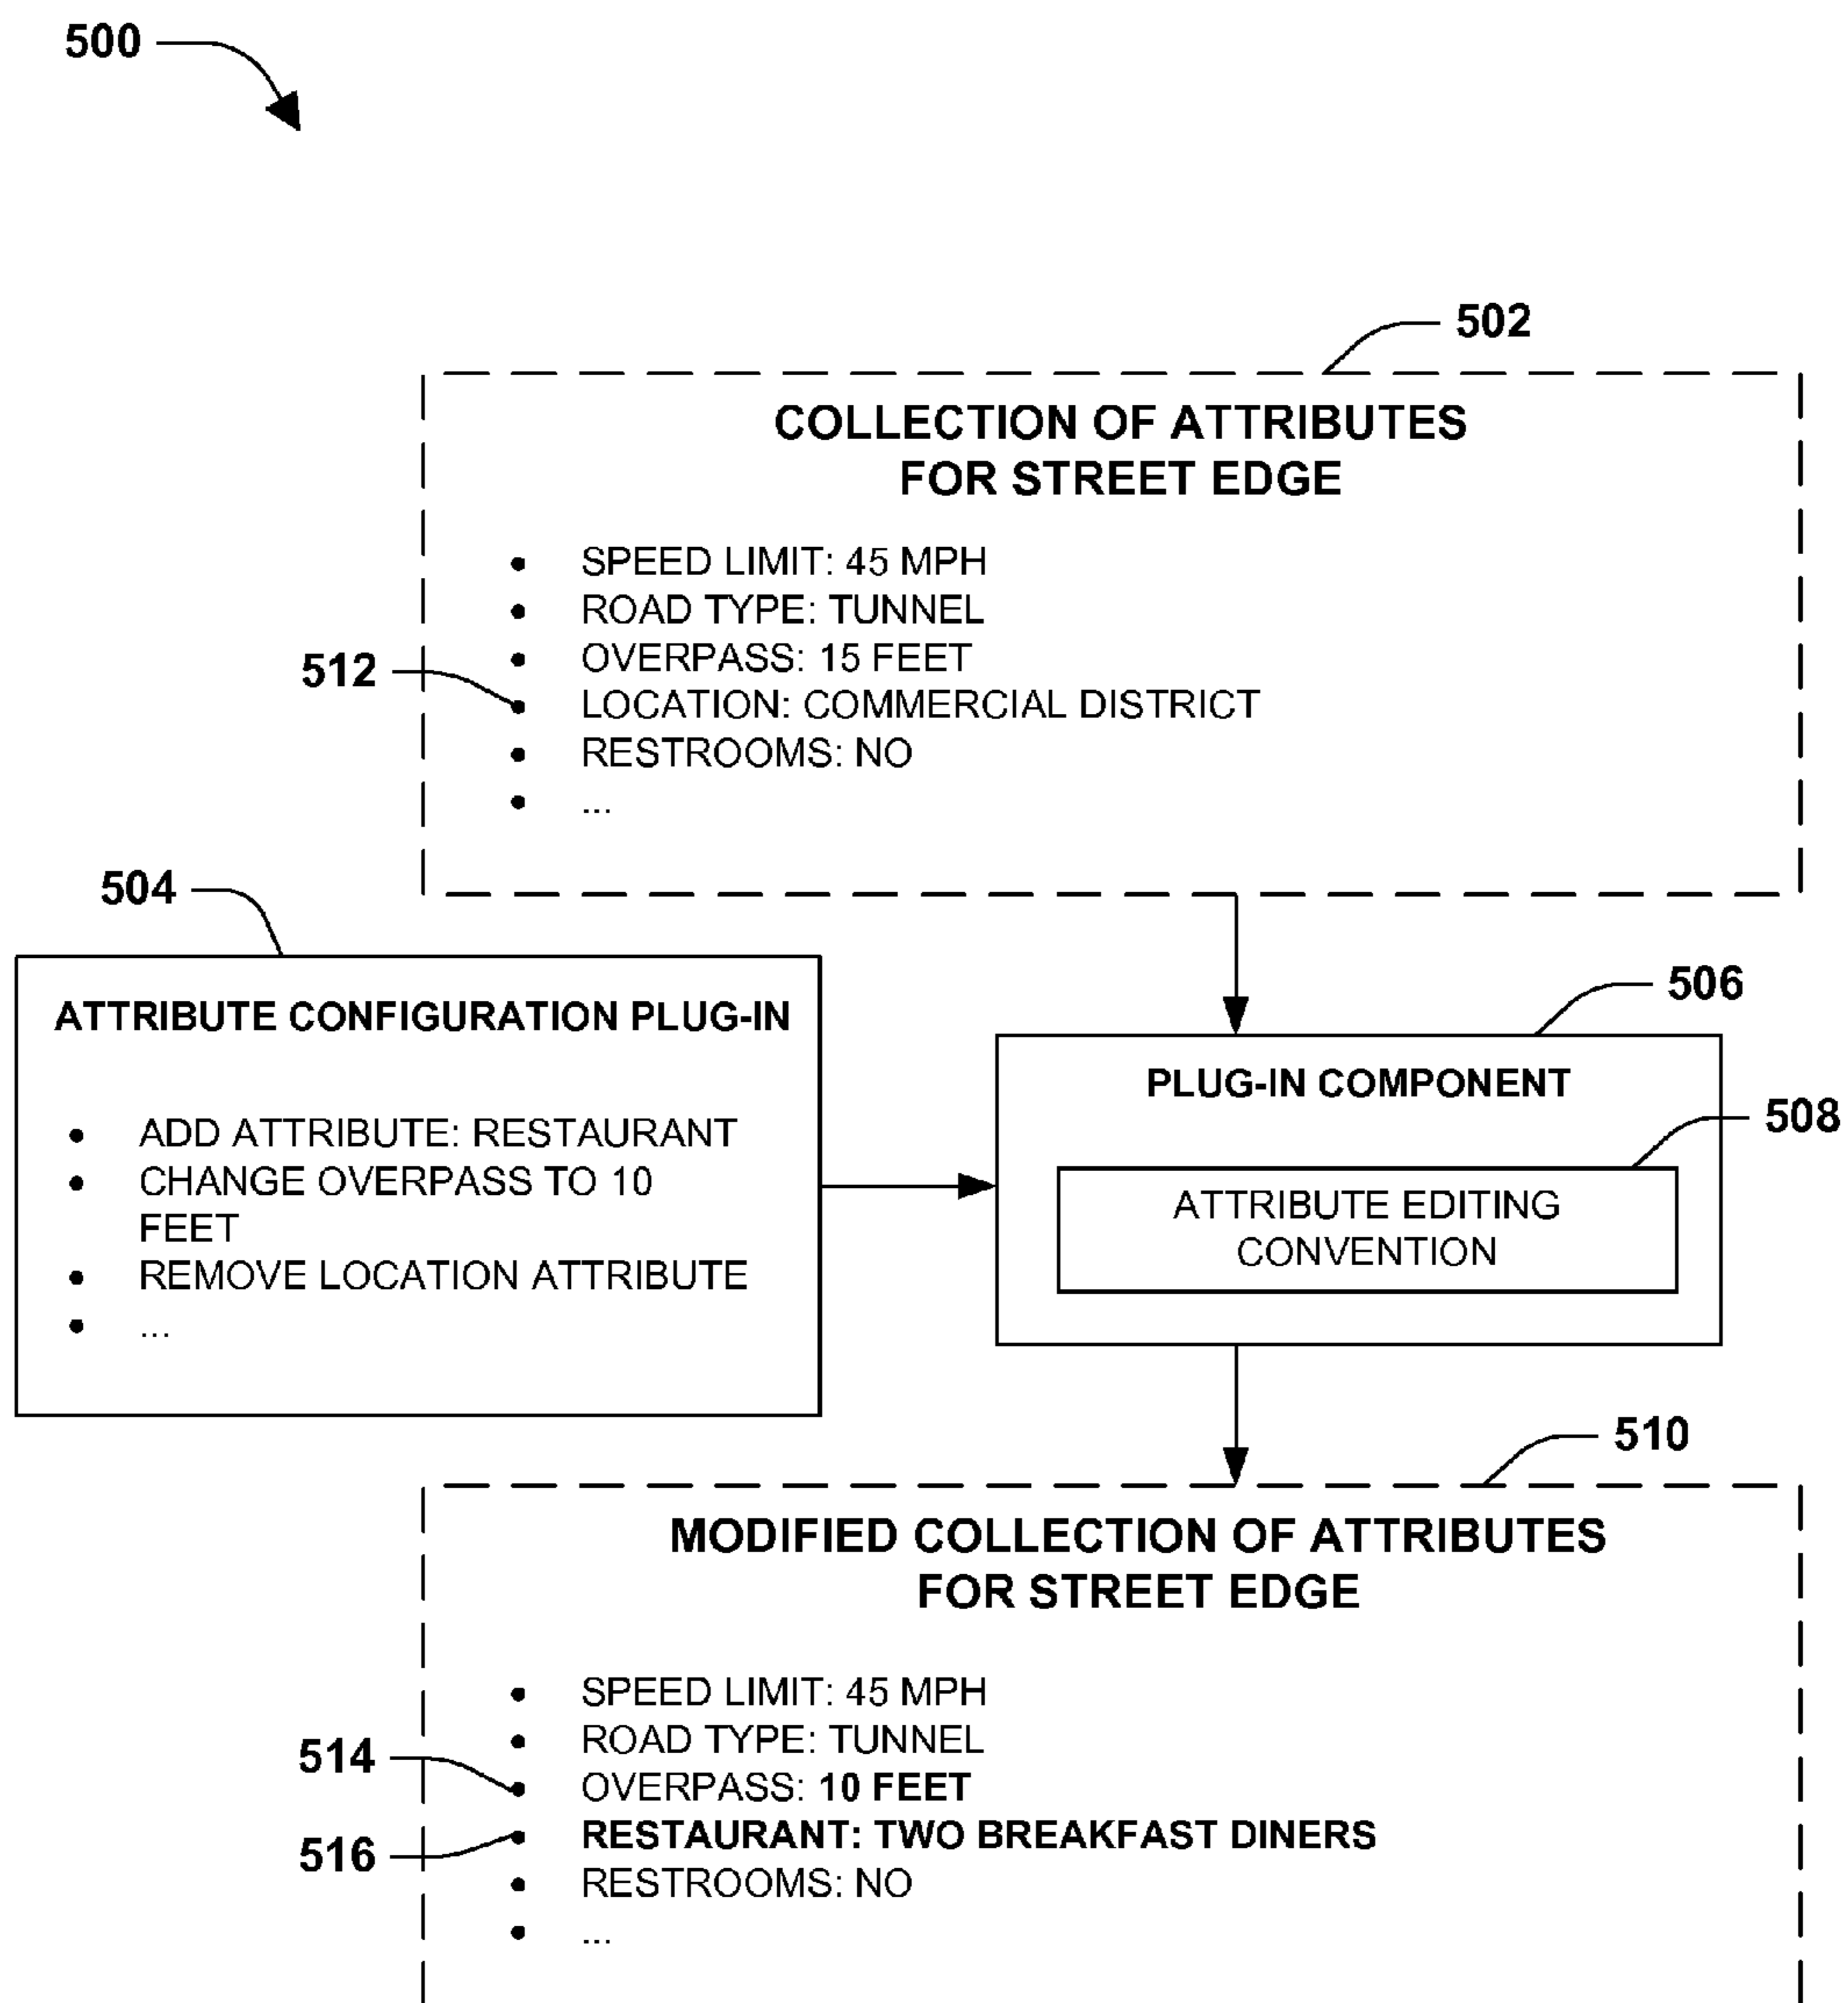 500
502
COLLECTION OF ATTRIBUTES
FOR STREET EDGE
• SPEED LIMIT: 45 MPH
• ROAD TYPE: TUNNEL
• OVERPASS: 15 FEET
512
• LOCATION: COMMERCIAL DISTRICT
• RESTROOMS: NO
• ...
504
ATTRIBUTE CONFIGURATION PLUG-IN
• ADD ATTRIBUTE: RESTAURANT
• CHANGE OVERPASS TO 10
FEET
• REMOVE LOCATION ATTRIBUTE
• ...
506
PLUG-IN COMPONENT
508
ATTRIBUTE EDITING
CONVENTION
510
MODIFIED COLLECTION OF ATTRIBUTES
FOR STREET EDGE
• SPEED LIMIT: 45 MPH
• ROAD TYPE: TUNNEL
514
• OVERPASS: 10 FEET
516
• RESTAURANT: TWO BREAKFAST DINERS
• RESTROOMS: NO
• ...